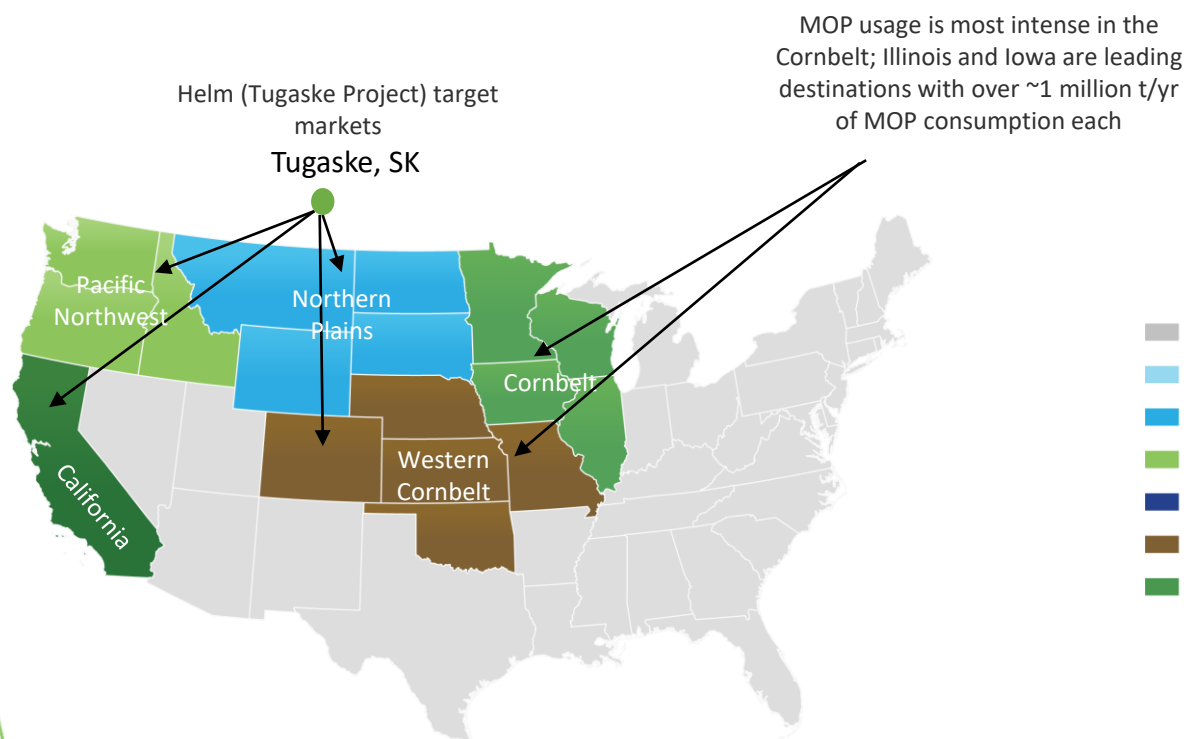 MOP usage is most intense in the
Cornbelt; Illinois and Iowa are leading
destinations with over ~1 million t/yr
of MOP consumption each
Helm (Tugaske Project) target
markets
Tugaske, SK
Pacific
Northwest
Northern
Plains
Cornbelt
Western
Cornbelt
California